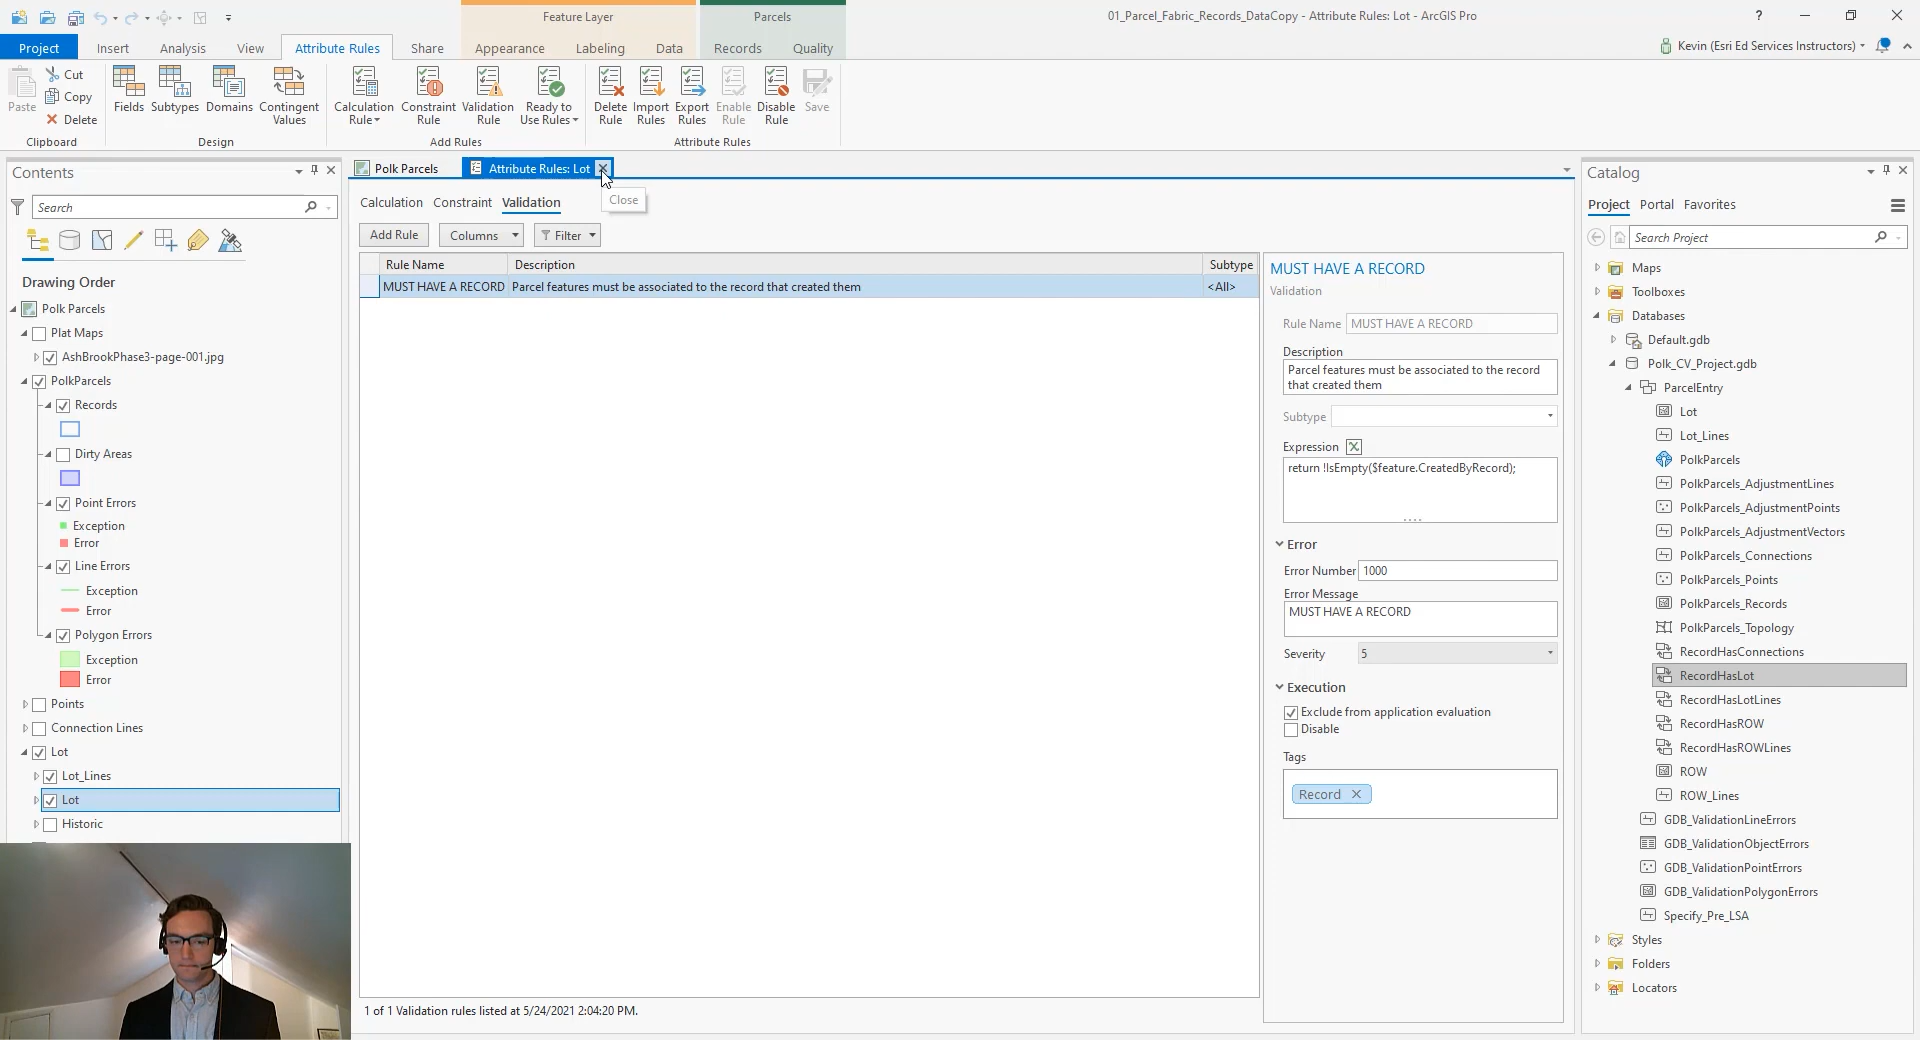 Feature Layer
Parcels
01_Parcel_Fabric_Records_DataCopy - Attribute Rules: Lot - ArcGIS Pro
?
Project
Insert
Analysis
View
Attribute Rules
Share
Appearance
Labeling
Data
Records
Quality
Kevin (Esri Ed Services Instructors)
Paste
Cut
Copy
Delete
Clipboard
Fields
Subtypes
Domains
Contingent
Values
Design
Calculation
Rule
Constraint
Rule
Validation
Rule
Ready to
Use Rules
Add Rules
Delete
Rule
Import
Rules
Export
Rules
Enable
Rule
Disable
Rule
Save
Attribute Rules
Contents
Search
Drawing Order
Polk Parcels
Plat Maps
AshBrookPhase3-page-001.jpg
PolkParcels
Records
Dirty Areas
Point Errors
Exception
Error
Line Errors
Exception
Error
Polygon Errors
Exception
Error
Points
Connection Lines
Lot
Lot_Lines
Lot
Historic
Polk Parcels
Attribute Rules: Lot
Close
Calculation
Constraint
Validation
Add Rule
Columns
Filter
Rule Name
Description
Subtype
MUST HAVE A RECORD
Parcel features must be associated to the record that created them
<All>
1 of 1 Validation rules listed at 5/24/2021 2:04:20 PM.
MUST HAVE A RECORD
Validation
Rule Name
MUST HAVE A RECORD
Description
Parcel features must be associated to the record
that created them
Subtype
Expression
return !IsEmpty($feature.CreatedByRecord);
Error
Error Number
1000
Error Message
MUST HAVE A RECORD
Severity
5
Execution
Exclude from application evaluation
Disable
Tags
Record
Catalog
Project
Portal
Favorites
Search Project
Maps
Toolboxes
Databases
Default.gdb
Polk_CV_Project.gdb
ParcelEntry
Lot
Lot_Lines
PolkParcels
PolkParcels_AdjustmentLines
PolkParcels_AdjustmentPoints
PolkParcels_AdjustmentVectors
PolkParcels_Connections
PolkParcels_Points
PolkParcels_Records
PolkParcels_Topology
RecordHasConnections
RecordHasLot
RecordHasLotLines
RecordHasROW
RecordHasROWLines
ROW
ROW_Lines
GDB_ValidationLineErrors
GDB_ValidationObjectErrors
GDB_ValidationPointErrors
GDB_ValidationPolygonErrors
Specify_Pre_LSA
Styles
Folders
Locators